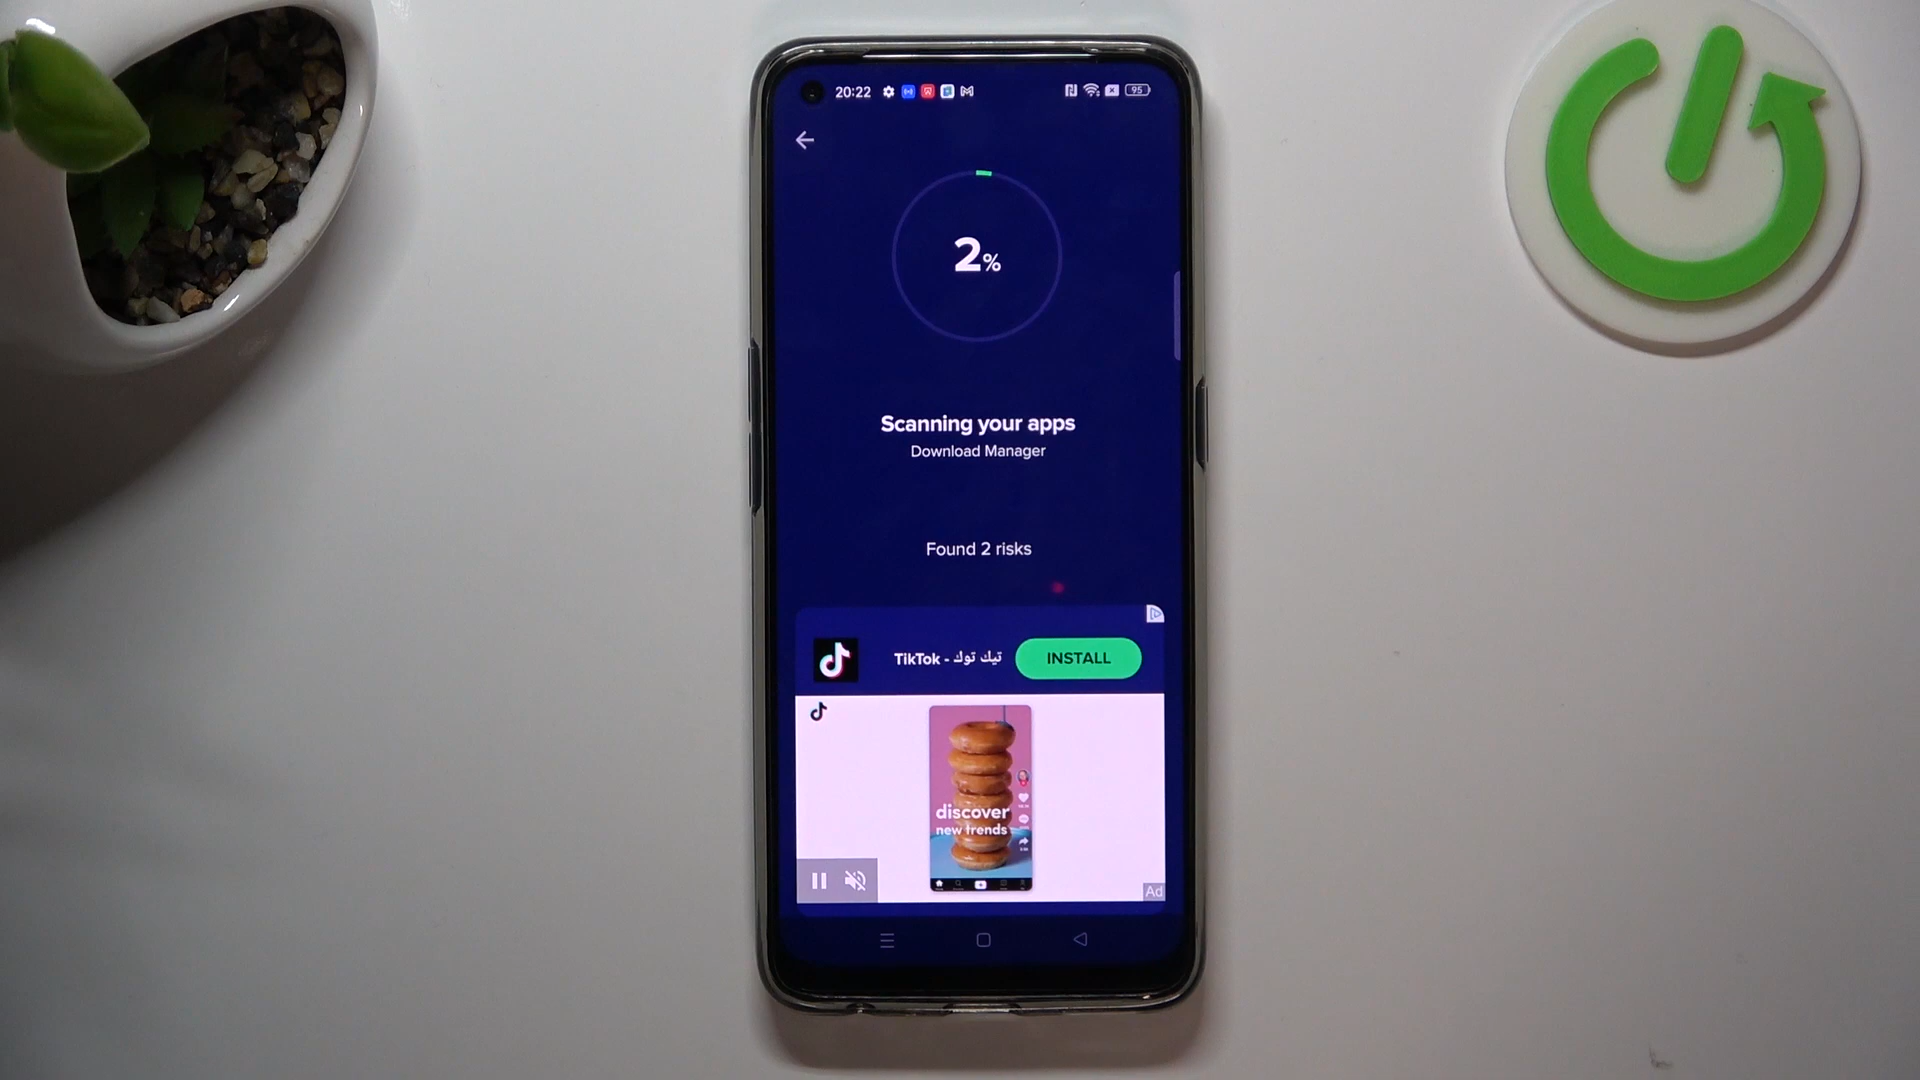 20:22
95
2%
Scanning your apps
Download Manager
Found 2 risks
TikTok - تيك توك
INSTALL
discover
new trends
Ad